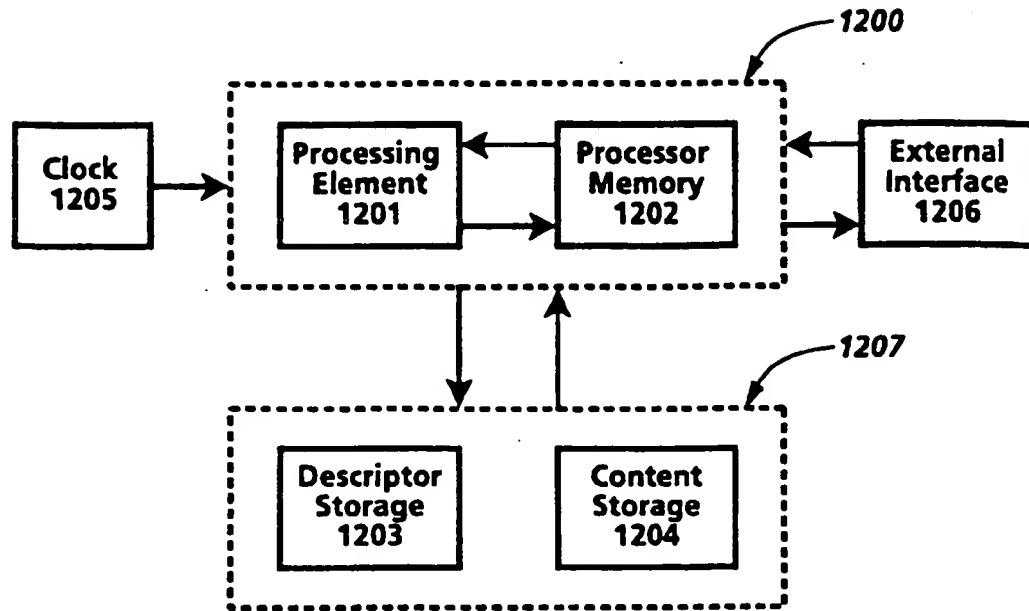 1200
Clock
1205
Processing
Element
1201
Processor
Memory
1202
External
Interface
1206
1207
Descriptor
Storage
1203
Content
Storage
1204